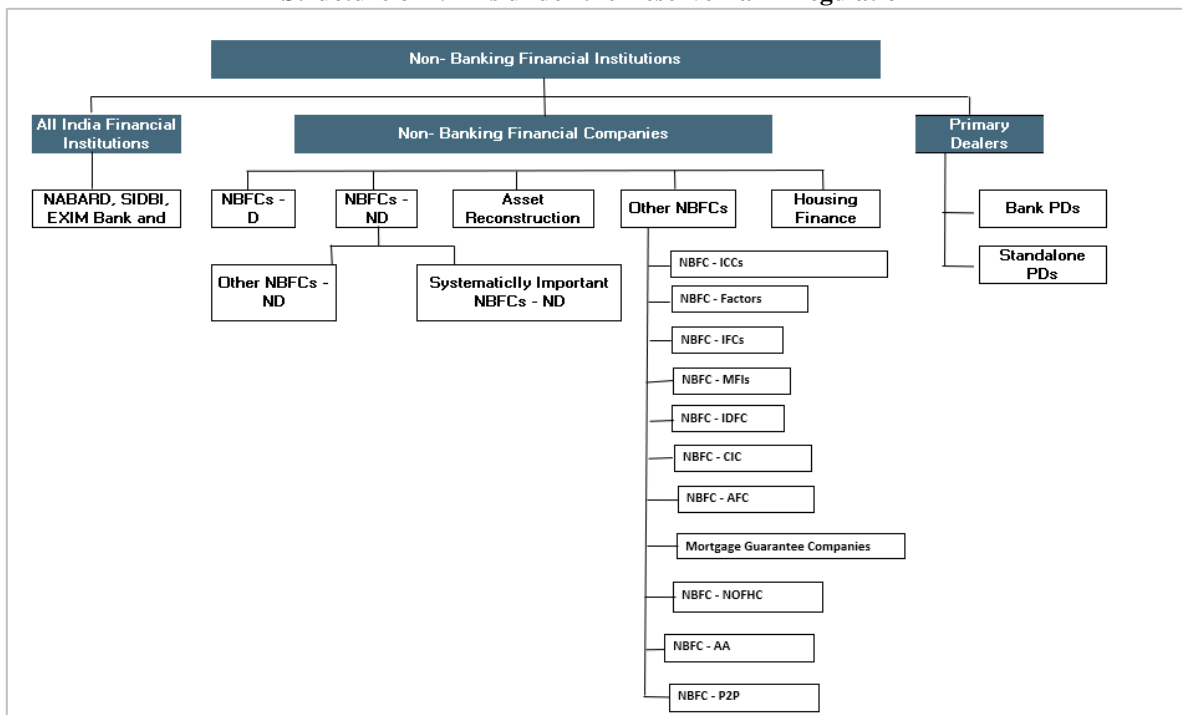 Non- Banking Financial Institutions
All India Financial
Institutions
Non- Banking Financial Companies
Primary
Dealers
NABARD, SIDBI,
EXIM Bank and
NBFCs -
D
NBFCs -
ND
Asset
Reconstruction
Other NBFCs
Housing
Finance
Bank PDs
Standalone
PDs
Other NBFCs -
ND
Systematiclly Important
NBFCs - ND
NBFC - ICCs
NBFC - Factors
NBFC - IFCs
NBFC - MFIs
NBFC - IDFC
NBFC - CIC
NBFC - AFC
Mortgage Guarantee Companies
NBFC - NOFHC
NBFC - AA
NBFC - P2P